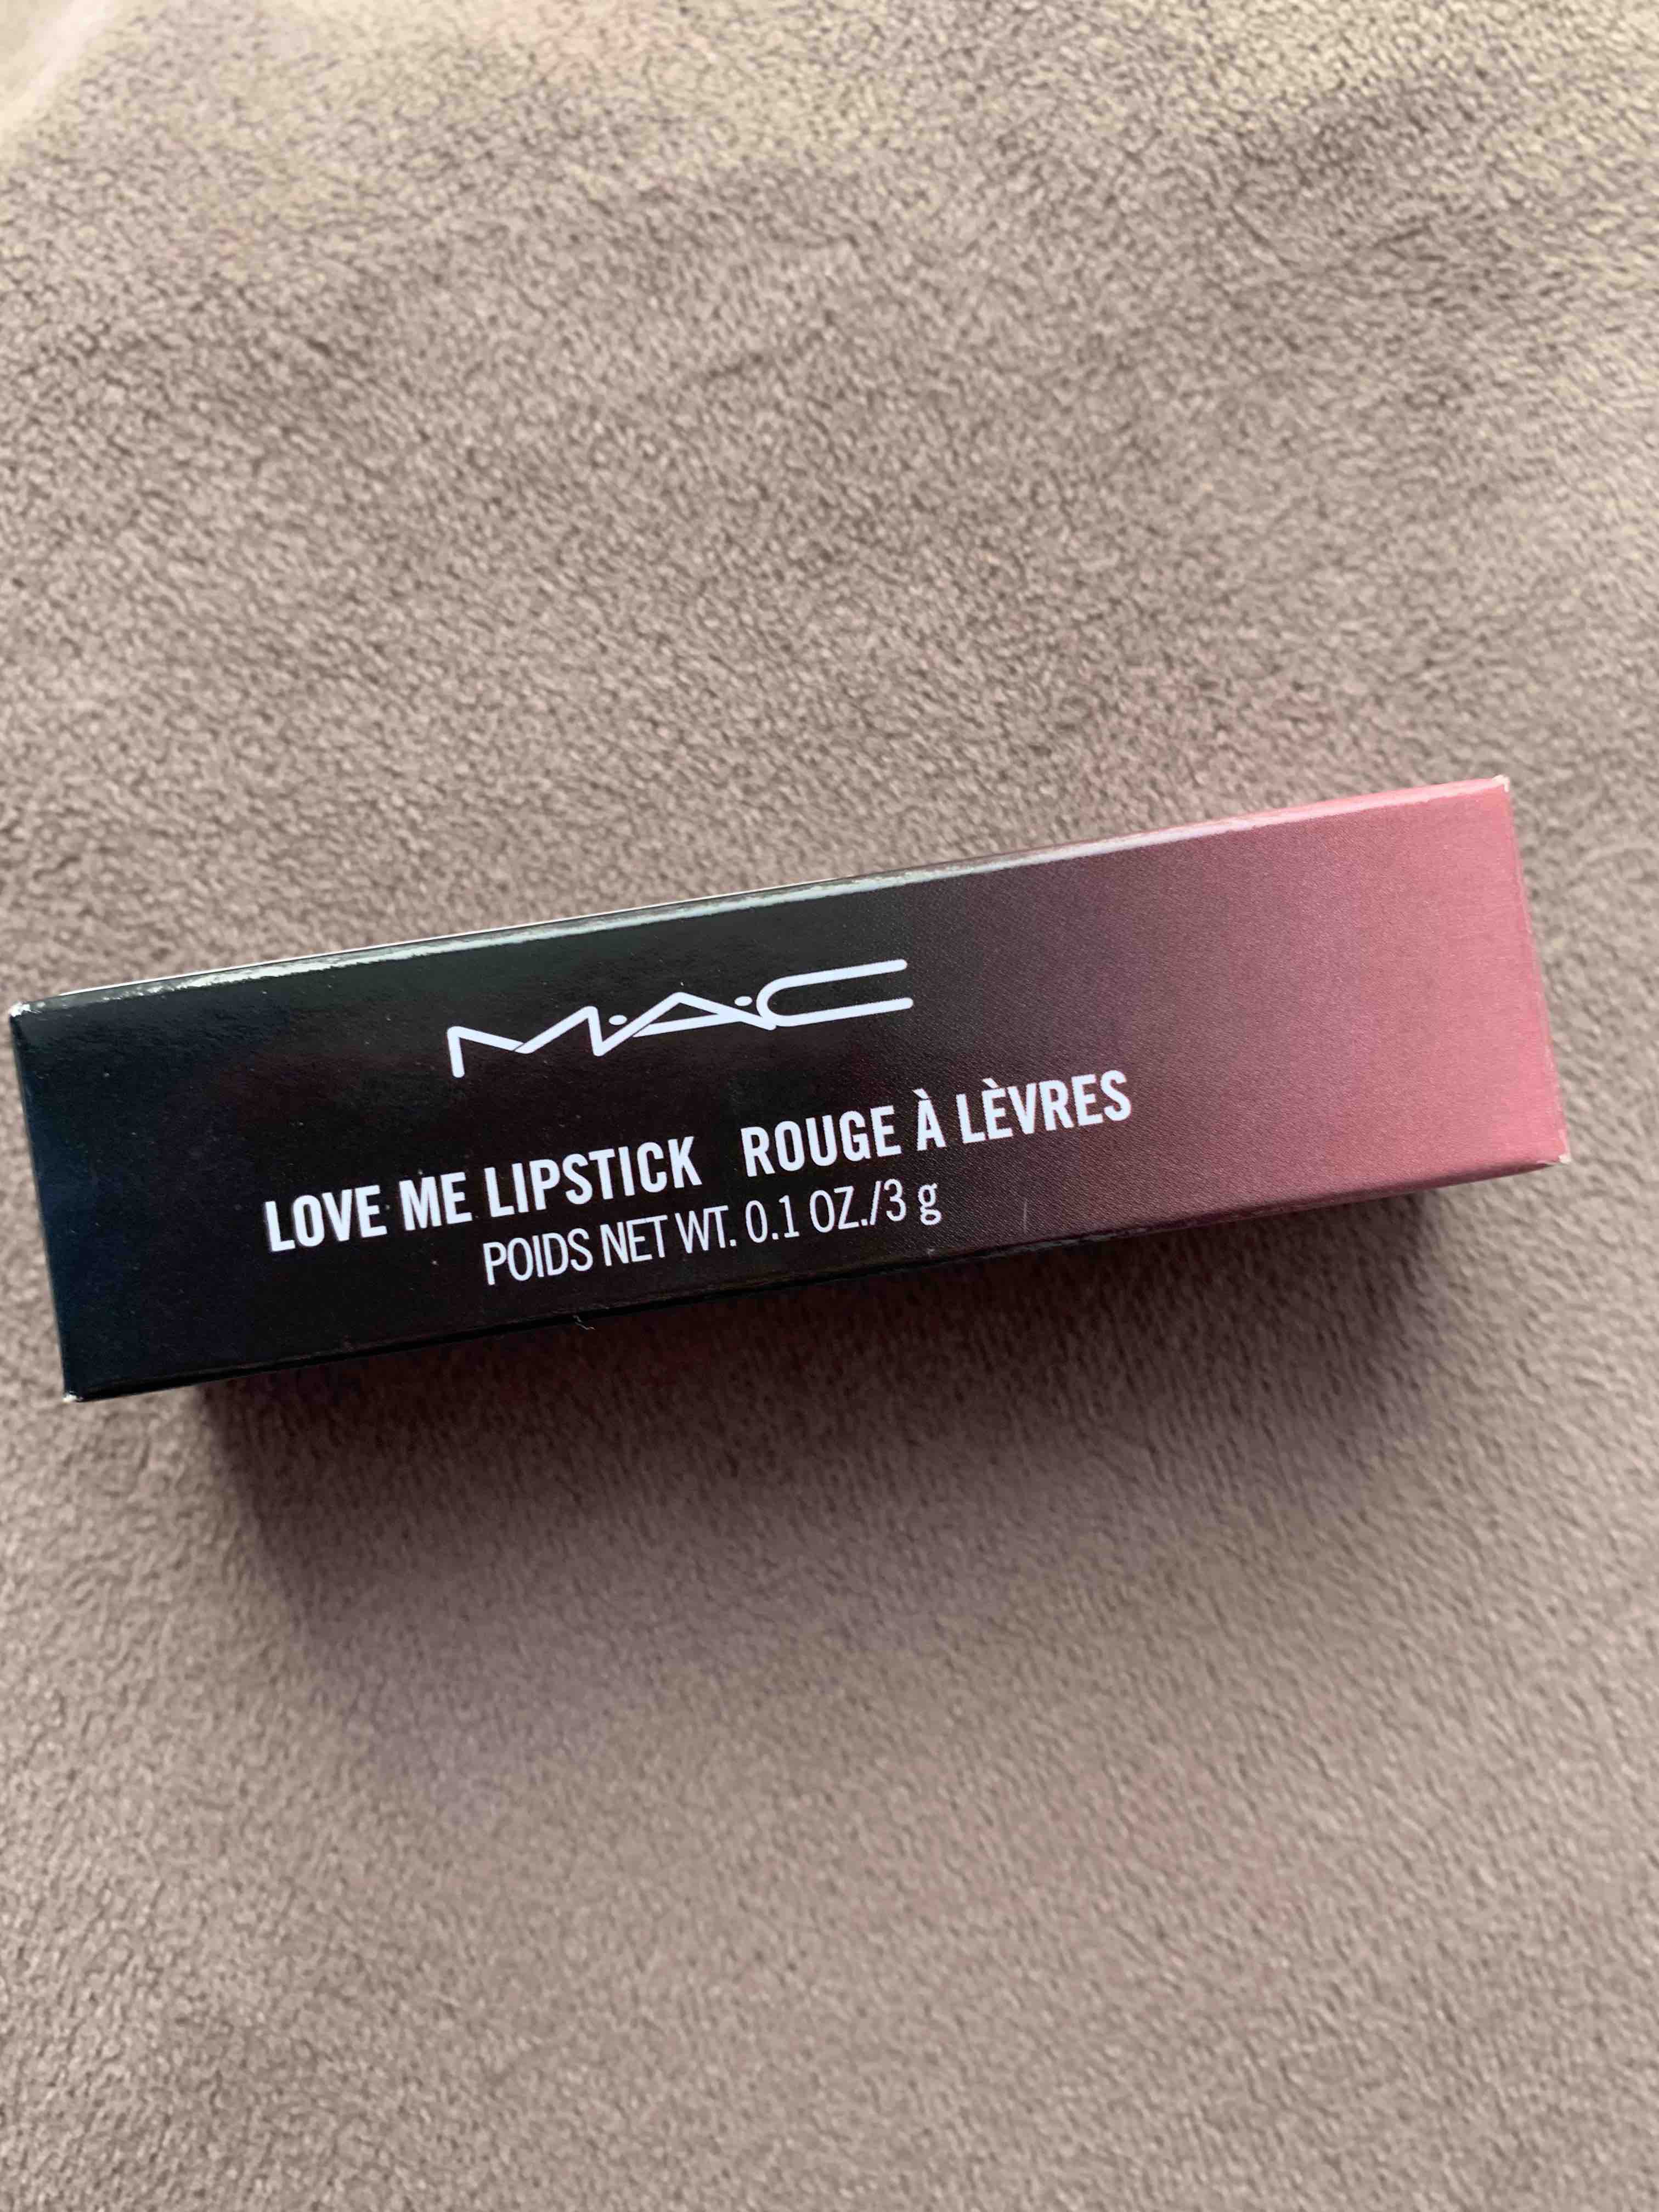 M·A·C
LOVE ME LIPSTICK ROUGE À LÈVRES
POIDS NET WT. 0.1 OZ./3 g